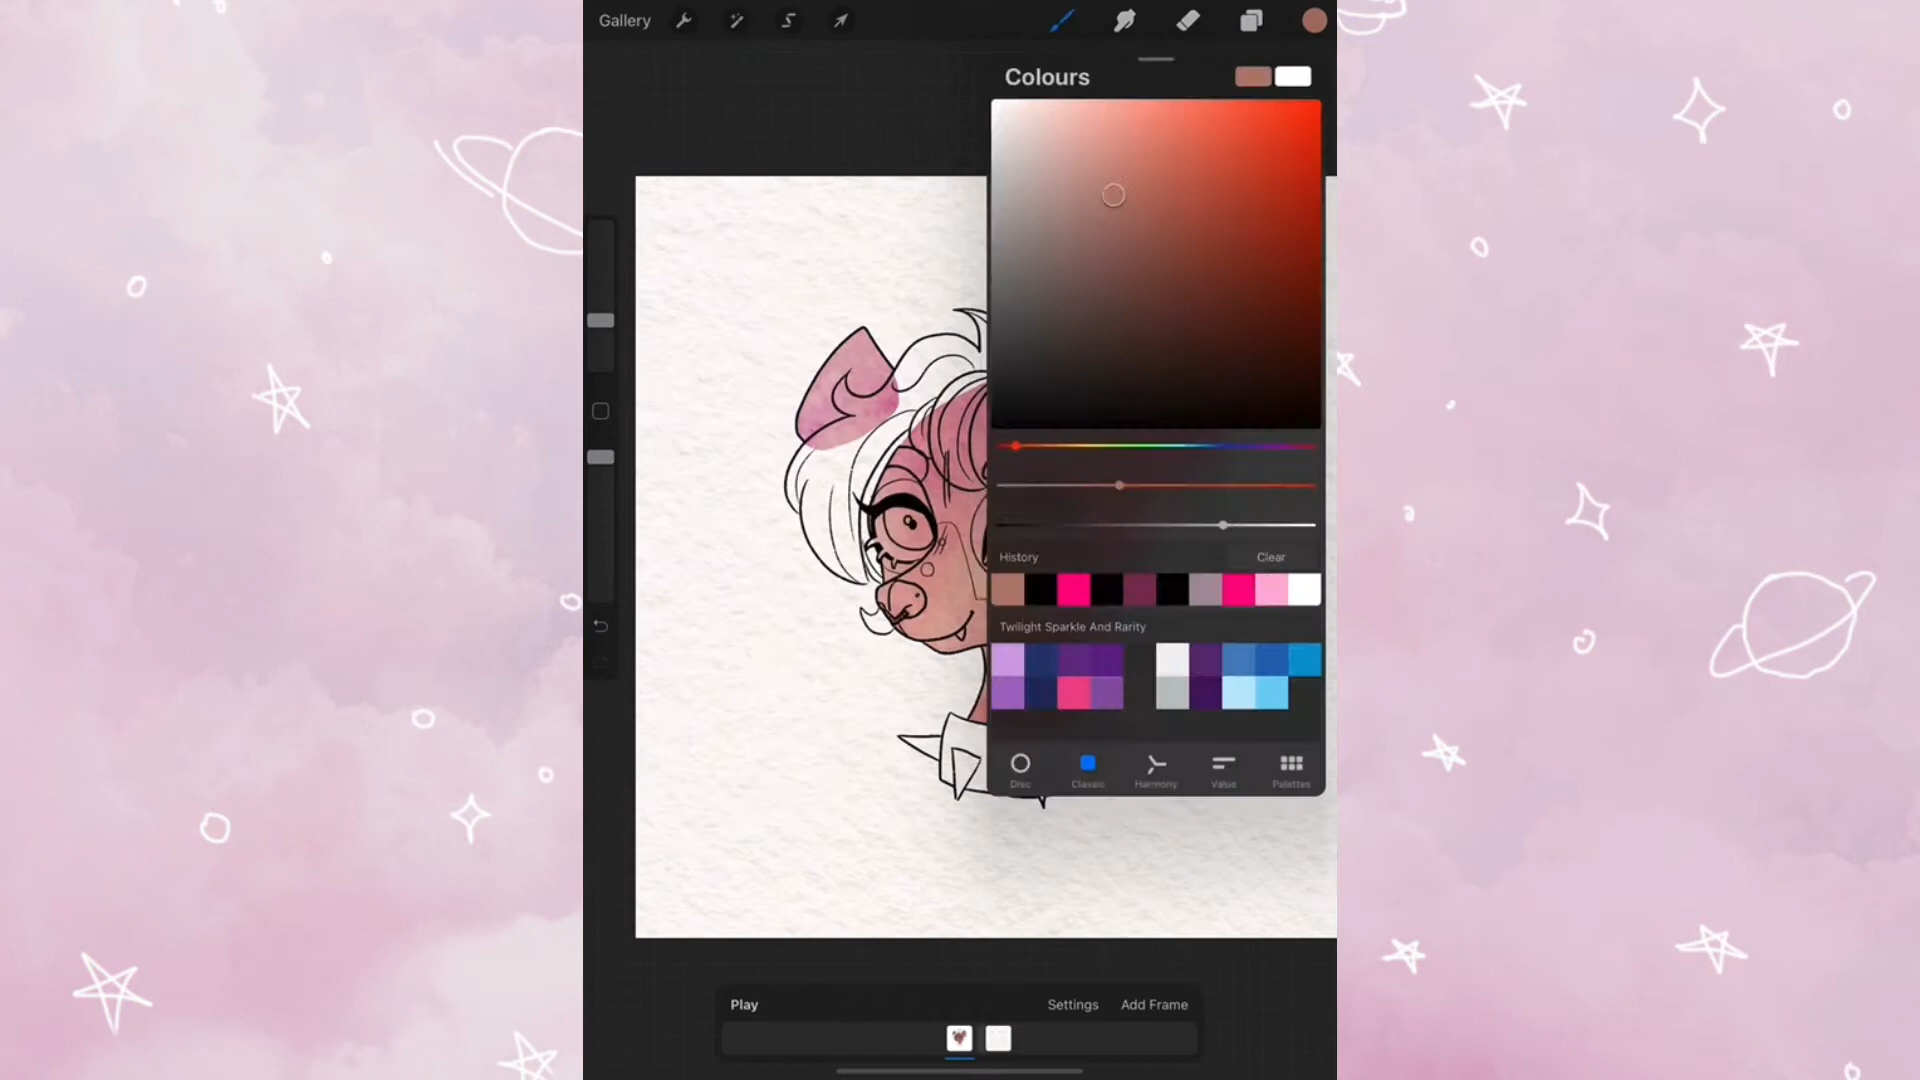 Gallery
Colours
History
Clear
Twilight Sparkle And Rarity
Disc
Classic
Harmony
Value
Palettes
Play
Settings
Add Frame